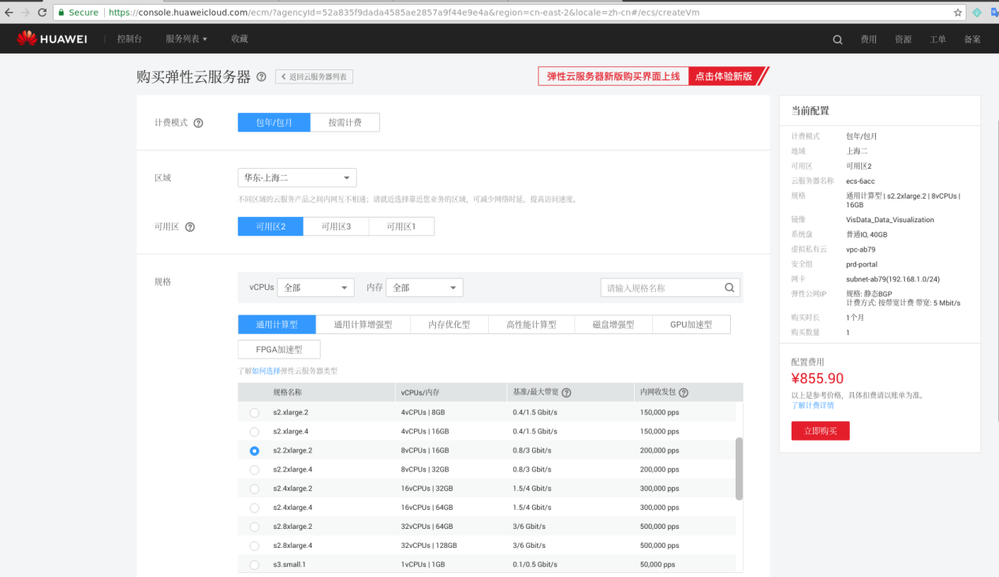 Secure https://console.huaweicloud.com/ecm/?agencyId=52a835f9dada4585ae2857a9f44e9e4a&region=cn-east-2&locale=zh-cn#/ecs/createVm
HUAWEI 控制台 服务列表 收藏 费用 资源 工单 备案
购买弹性云服务器 ? 返回云服务器列表
弹性云服务器新版购买界面上线 点击体验新版
计费模式 ? 包年/包月 按需计费
区域 华东-上海二
不同区域的云服务产品之间内网互不相通；请就近选择靠近您业务的区域，可减少网络时延，提高访问速度。
可用区 ? 可用区2 可用区3 可用区1
规格 vCPUs 全部 内存 全部 请输入规格名称
通用计算型 通用计算增强型 内存优化型 高性能计算型 磁盘增强型 GPU加速型
FPGA加速型
了解如何选择弹性云服务器类型
规格名称 vCPUs/内存 基准/最大带宽 ? 内网收发包 ?
s2.xlarge.2 4vCPUs | 8GB 0.4/1.5 Gbit/s 150,000 pps
s2.xlarge.4 4vCPUs | 16GB 0.4/1.5 Gbit/s 150,000 pps
s2.2xlarge.2 8vCPUs | 16GB 0.8/3 Gbit/s 200,000 pps
s2.2xlarge.4 8vCPUs | 32GB 0.8/3 Gbit/s 200,000 pps
s2.4xlarge.2 16vCPUs | 32GB 1.5/4 Gbit/s 300,000 pps
s2.4xlarge.4 16vCPUs | 64GB 1.5/4 Gbit/s 300,000 pps
s2.8xlarge.2 32vCPUs | 64GB 3/6 Gbit/s 500,000 pps
s2.8xlarge.4 32vCPUs | 128GB 3/6 Gbit/s 500,000 pps
s3.small.1 1vCPUs | 1GB 0.1/0.5 Gbit/s 50,000 pps
当前配置
计费模式 包年/包月
地域 上海二
可用区 可用区2
云服务器名称 ecs-6acc
规格 通用计算型 | s2.2xlarge.2 | 8vCPUs |
16GB
镜像 VisData_Data_Visualization
系统盘 普通IO, 40GB
虚拟私有云 vpc-ab79
安全组 prd-portal
网卡 subnet-ab79(192.168.1.0/24)
弹性公网IP 规格: 静态BGP
计费方式: 按带宽计费 带宽: 5 Mbit/s
购买时长 1个月
购买数量 1
配置费用
¥855.90
以上是参考价格，具体扣费请以账单为准。
了解计费详情
立即购买